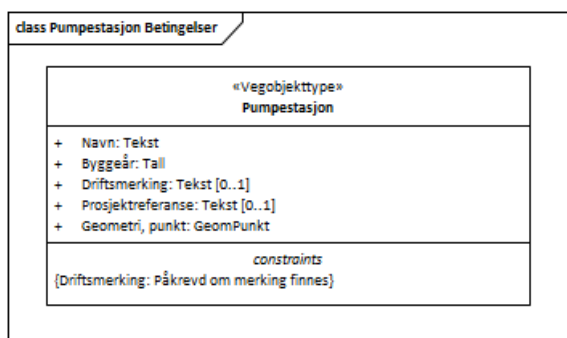 class Pumpestasjon Betingelser
«Vegobjekttype»
Pumpestasjon
+ Navn: Tekst
+ Byggeår: Tall
+ Driftsmerking: Tekst [0..1]
+ Prosjektreferanse: Tekst [0..1]
+ Geometri, punkt: GeomPunkt
constraints
{Driftsmerking: Påkrevd om merking finnes}